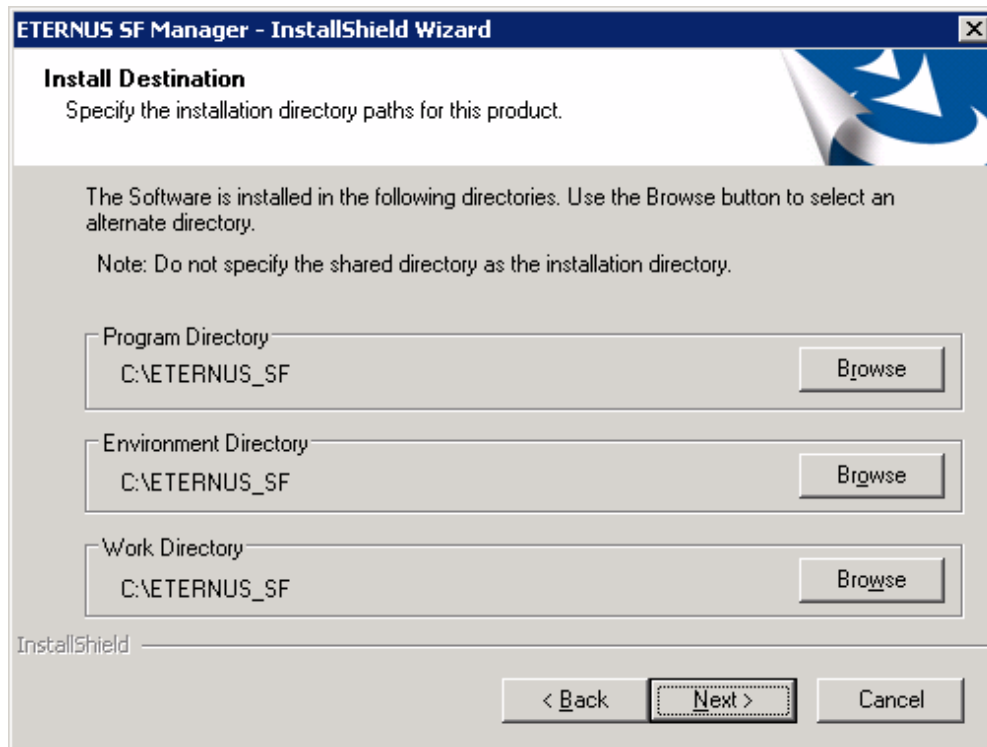 ETERNUS SF Manager - InstallShield Wizard
Install Destination
Specify the installation directory paths for this product.
The Software is installed in the following directories. Use the Browse button to select an
alternate directory.
Note: Do not specify the shared directory as the installation directory.
Program Directory
C:\ETERNUS_SF
Browse
Environment Directory
C:\ETERNUS_SF
Browse
Work Directory
C:\ETERNUS_SF
Browse
InstallShield
< Back
Next >
Cancel